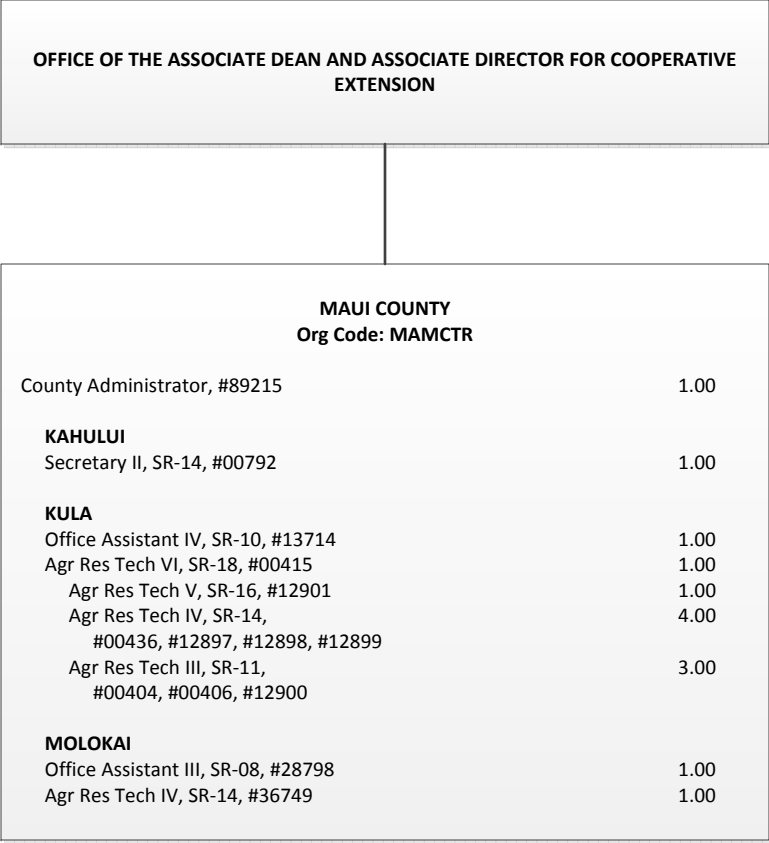 OFFICE OF THE ASSOCIATE DEAN AND ASSOCIATE DIRECTOR FOR COOPERATIVE
EXTENSION
MAUI COUNTY
Org Code: MAMCTR
County Administrator, #89215 1.00
KAHULUI
Secretary II, SR-14, #00792 1.00
KULA
Office Assistant IV, SR-10, #13714 1.00
Agr Res Tech VI, SR-18, #00415 1.00
Agr Res Tech V, SR-16, #12901 1.00
Agr Res Tech IV, SR-14, 4.00
#00436, #12897, #12898, #12899
Agr Res Tech III, SR-11, 3.00
#00404, #00406, #12900
MOLOKAI
Office Assistant III, SR-08, #28798 1.00
Agr Res Tech IV, SR-14, #36749 1.00